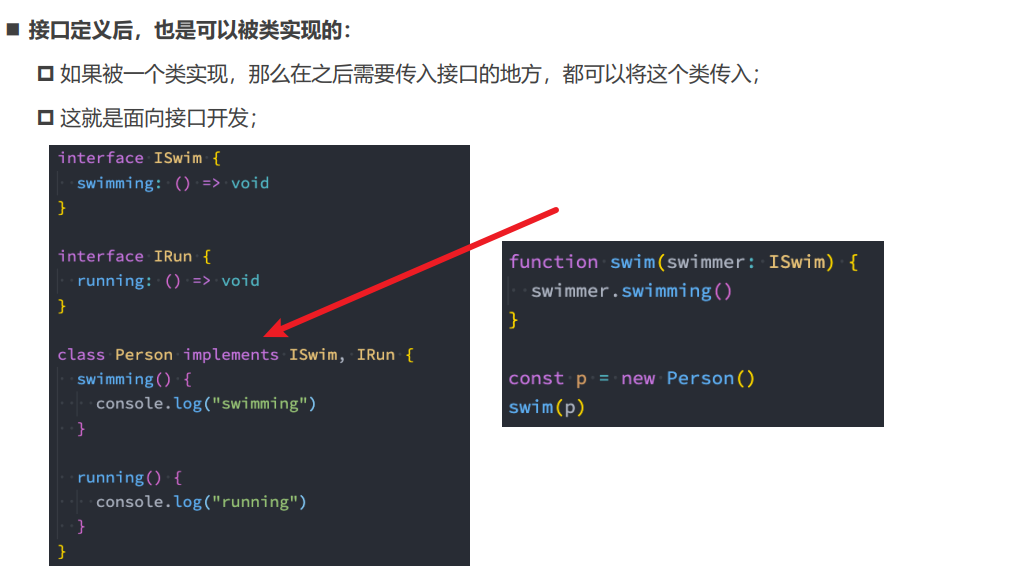 接口定义后，也是可以被类实现的：
如果被一个类实现，那么在之后需要传入接口的地方，都可以将这个类传入；
这就是面向接口开发；
interface ISwim {
  swimming: () => void
}
interface IRun {
  running: () => void
}
class Person implements ISwim, IRun {
  swimming() {
    console.log("swimming")
  }
  running() {
    console.log("running")
  }
}
function swim(swimmer: ISwim) {
  swimmer.swimming()
}
const p = new Person()
swim(p)